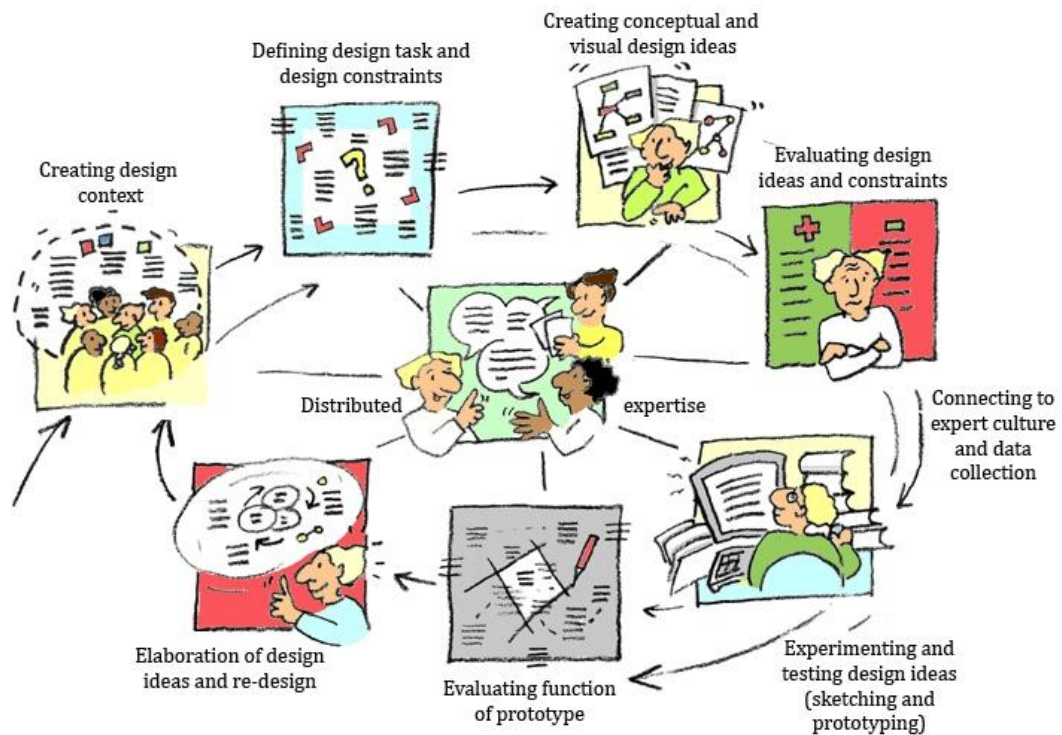 Creating conceptual and
visual design ideas
Defining design task and
design constraints
Evaluating design
ideas and constraints
Creating design
context
Distributed
expertise
Connecting to
expert culture
and data
collection
Elaboration of design
ideas and re-design
Evaluating function
of prototype
Experimenting and
testing design ideas
(sketching and
prototyping)